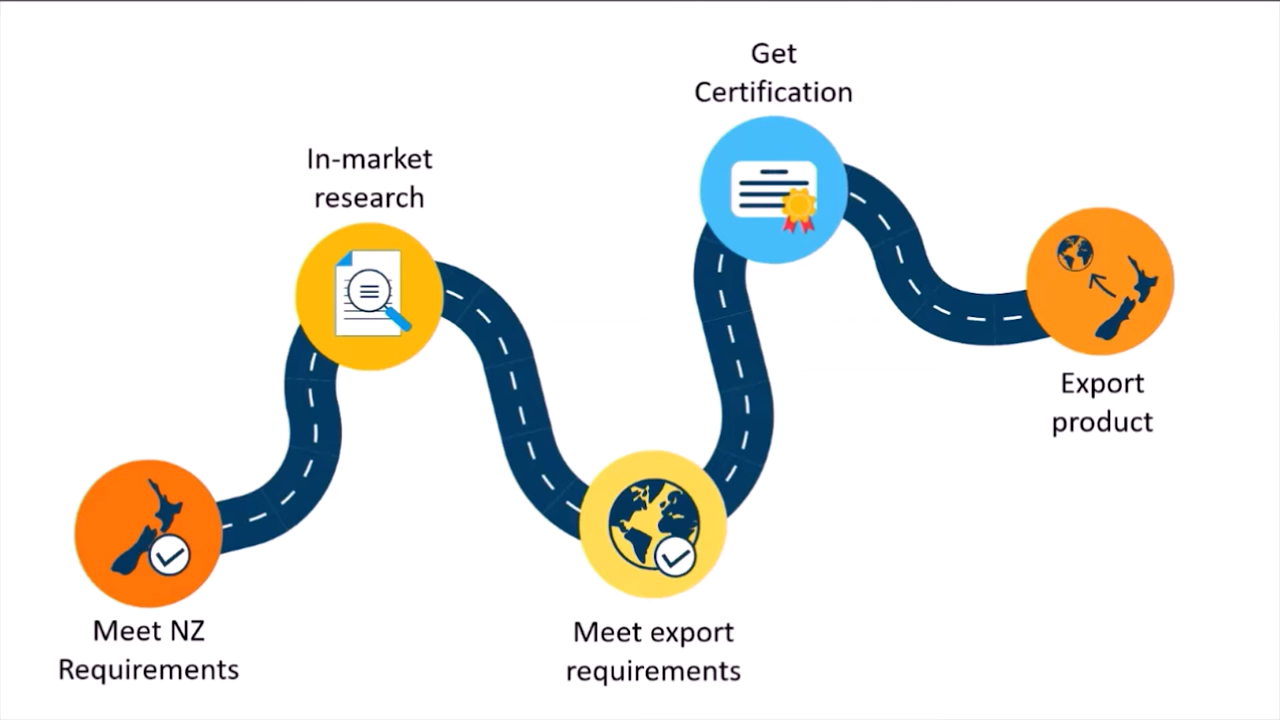 Meet NZ
Requirements
In-market
research
Meet export
requirements
Get
Certification
Export
product